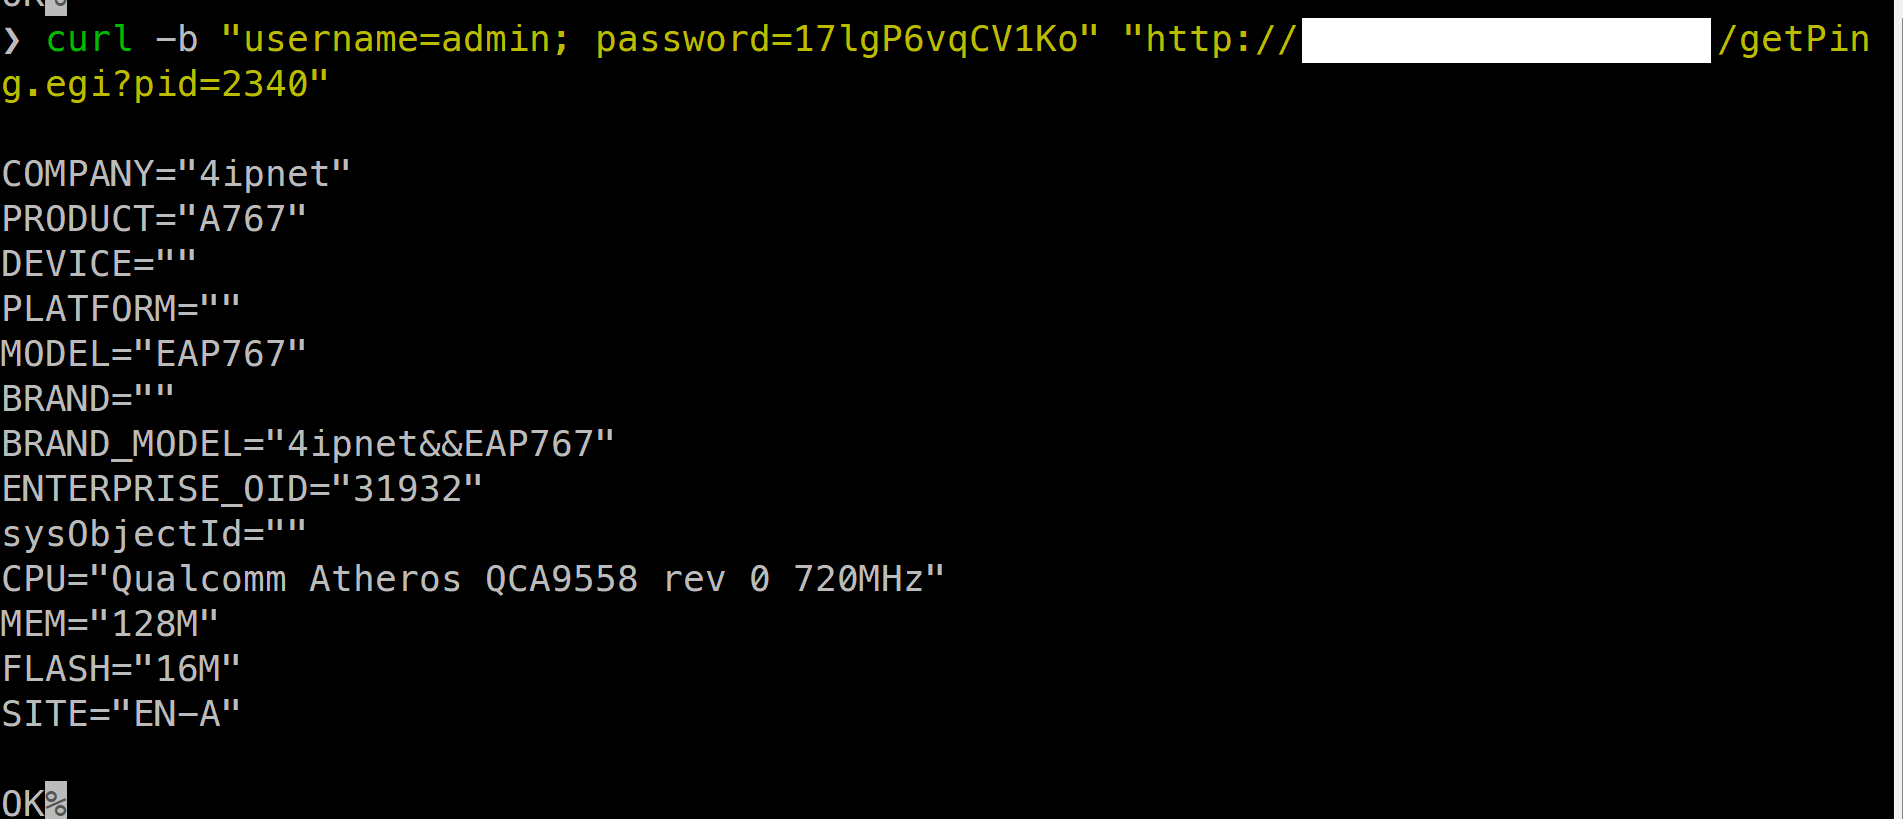 OK%
❯ curl -b "username=admin; password=17lgP6vqCV1Ko" "http:// /getPin
g.egi?pid=2340"
COMPANY="4ipnet"
PRODUCT="A767"
DEVICE=""
PLATFORM=""
MODEL="EAP767"
BRAND=""
BRAND_MODEL="4ipnet&&EAP767"
ENTERPRISE_OID="31932"
sysObjectId=""
CPU="Qualcomm Atheros QCA9558 rev 0 720MHz"
MEM="128M"
FLASH="16M"
SITE="EN-A"
OK%